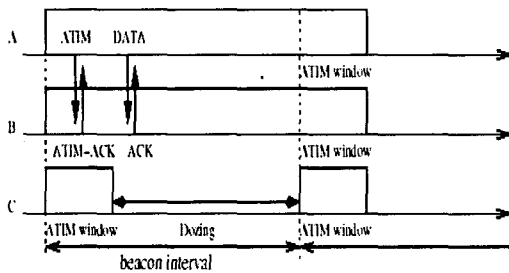 A
ATIM DATA
ATIM window
B
ATIM-ACK ACK
ATIM window
C
ATIM window Dozing ATIM window
beacon interval